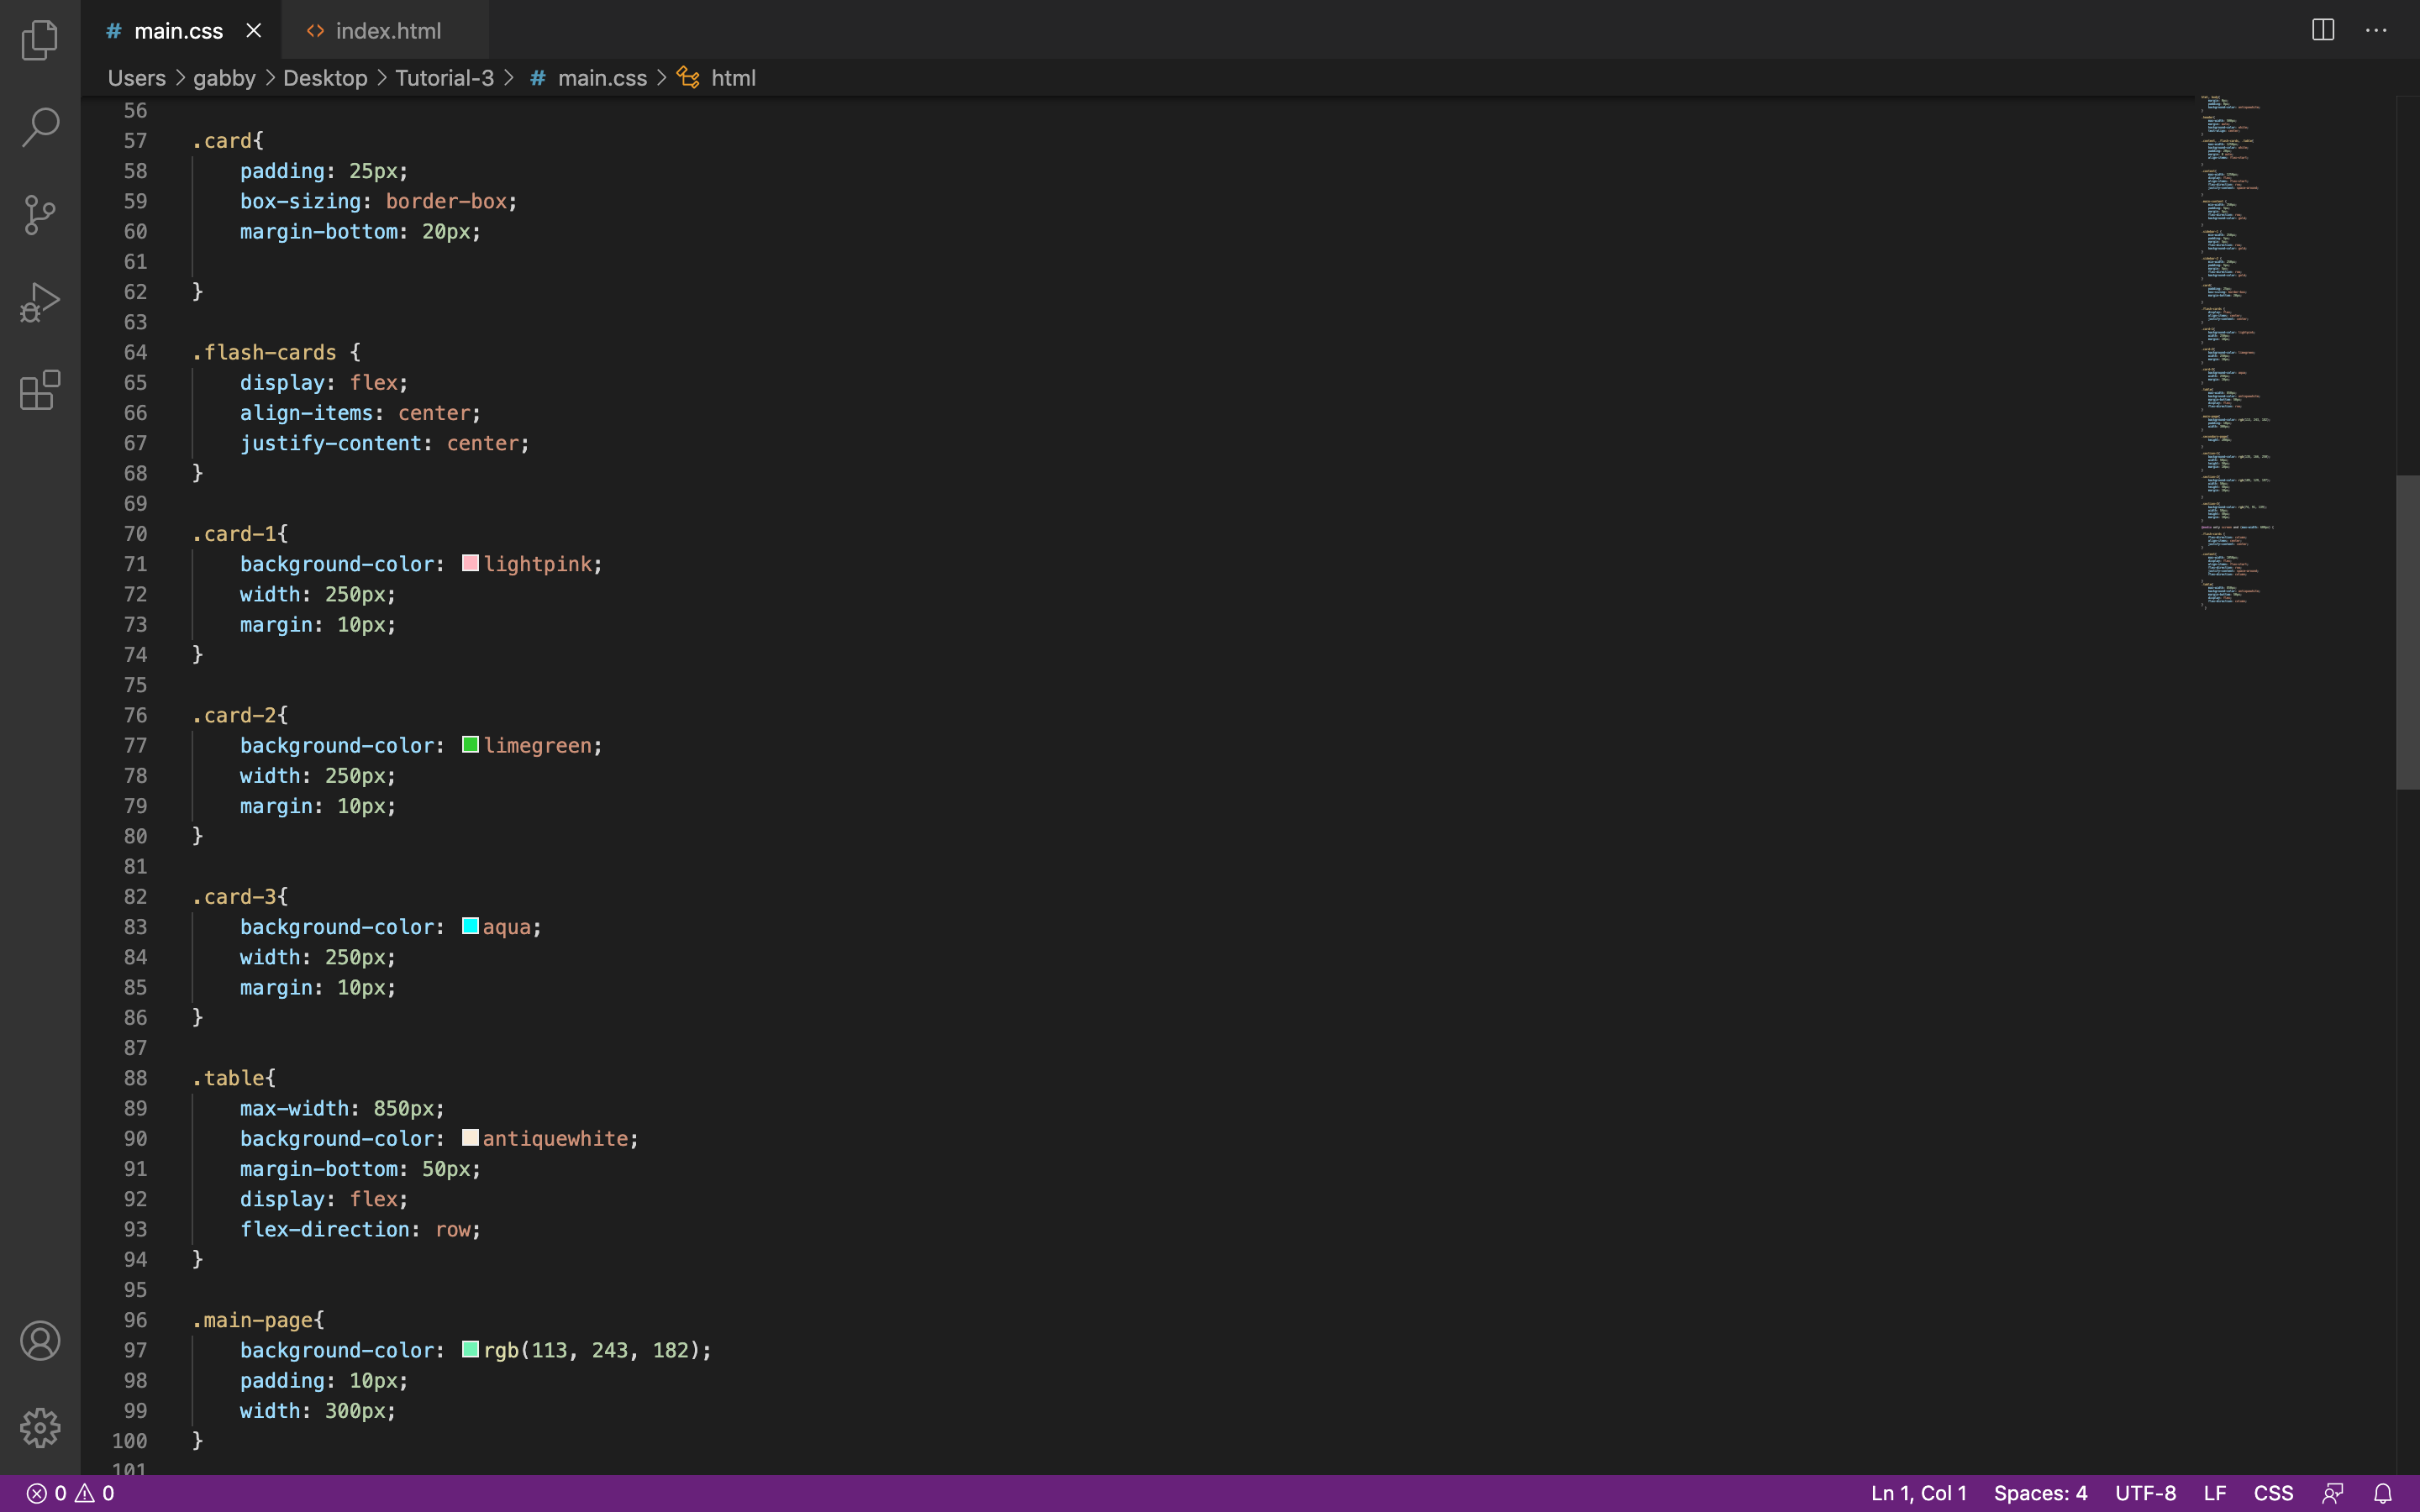 # main.css
<> index.html
Users > gabby > Desktop > Tutorial-3 > # main.css > html
56
57 .card{
58     padding: 25px;
59     box-sizing: border-box;
60     margin-bottom: 20px;
61
62 }
63
64 .flash-cards {
65     display: flex;
66     align-items: center;
67     justify-content: center;
68 }
69
70 .card-1{
71     background-color: lightpink;
72     width: 250px;
73     margin: 10px;
74 }
75
76 .card-2{
77     background-color: limegreen;
78     width: 250px;
79     margin: 10px;
80 }
81
82 .card-3{
83     background-color: aqua;
84     width: 250px;
85     margin: 10px;
86 }
87
88 .table{
89     max-width: 850px;
90     background-color: antiquewhite;
91     margin-bottom: 50px;
92     display: flex;
93     flex-direction: row;
94 }
95
96 .main-page{
97     background-color: rgb(113, 243, 182);
98     padding: 10px;
99     width: 300px;
100 }
101
0 0 Ln 1, Col 1 Spaces: 4 UTF-8 LF CSS